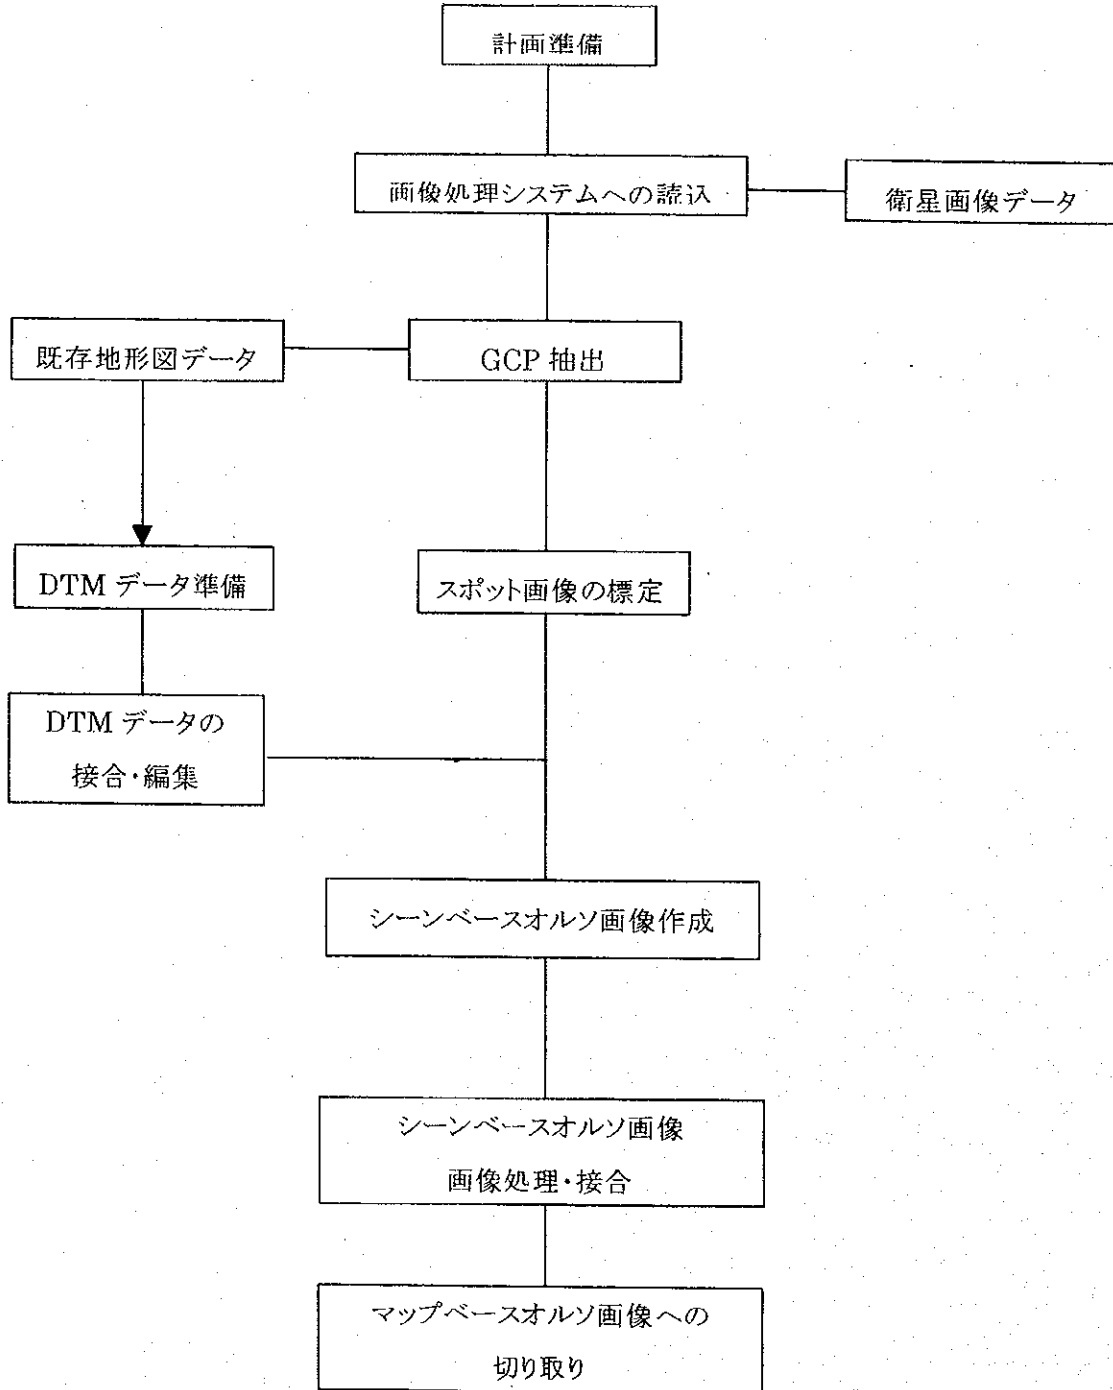 計画準備
画像処理システムへの読込
衛星画像データ
既存地形図データ
GCP 抽出
DTM データ準備
スポット画像の標定
DTM データの
接合・編集
シーンベースオルソ画像作成
シーンベースオルソ画像
画像処理・接合
マップベースオルソ画像への
切り取り